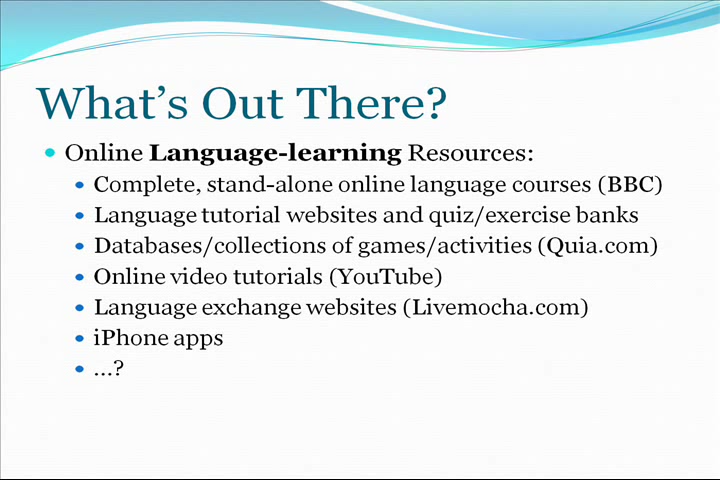 What's Out There?
Online Language-learning Resources:
Complete, stand-alone online language courses (BBC)
Language tutorial websites and quiz/exercise banks
Databases/collections of games/activities (Quia.com)
Online video tutorials (YouTube)
Language exchange websites (Livemocha.com)
iPhone apps
...?